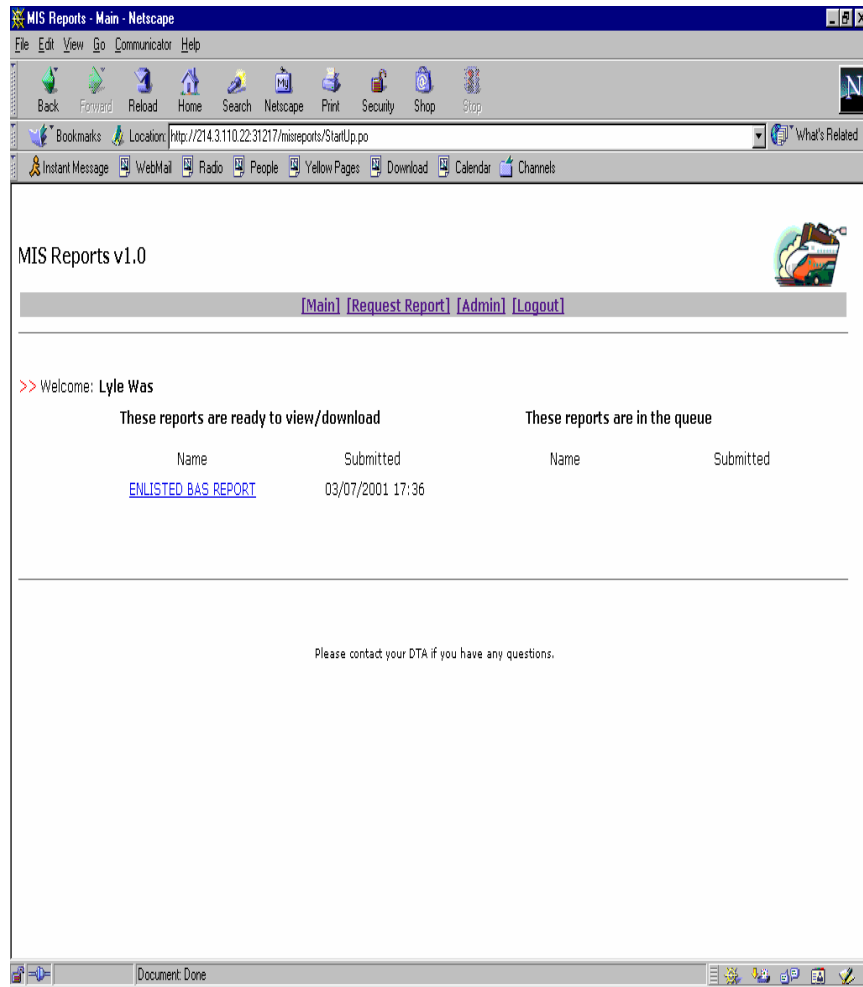 MIS Reports - Main - Netscape
File Edit View Go Communicator Help
My
N
Back Forward Reload Home Search Netscape Print Security Shop Stop
Bookmarks Location: http://214.3.110.22:31217/misreports/StartUp.po What's Related
Instant Message WebMail Radio People Yellow Pages Download Calendar Channels
MIS Reports v1.0
[Main] [Request Report] [Admin] [Logout]
>> Welcome: Lyle Was
These reports are ready to view/download These reports are in the queue
Name Submitted Name Submitted
ENLISTED BAS REPORT 03/07/2001 17:36
Please contact your DTA if you have any questions.
Document: Done